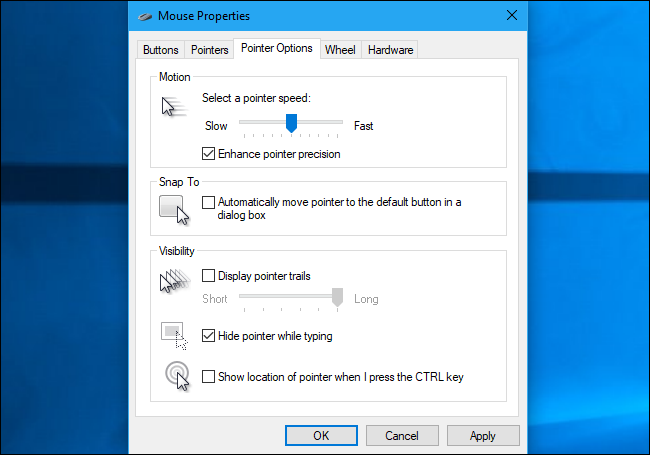 Mouse Properties
Buttons Pointers Pointer Options Wheel Hardware
Motion
Select a pointer speed:
Slow Fast
Enhance pointer precision
Snap To
Automatically move pointer to the default button in a
dialog box
Visibility
Display pointer trails
Short Long
Hide pointer while typing
Show location of pointer when I press the CTRL key
OK Cancel Apply